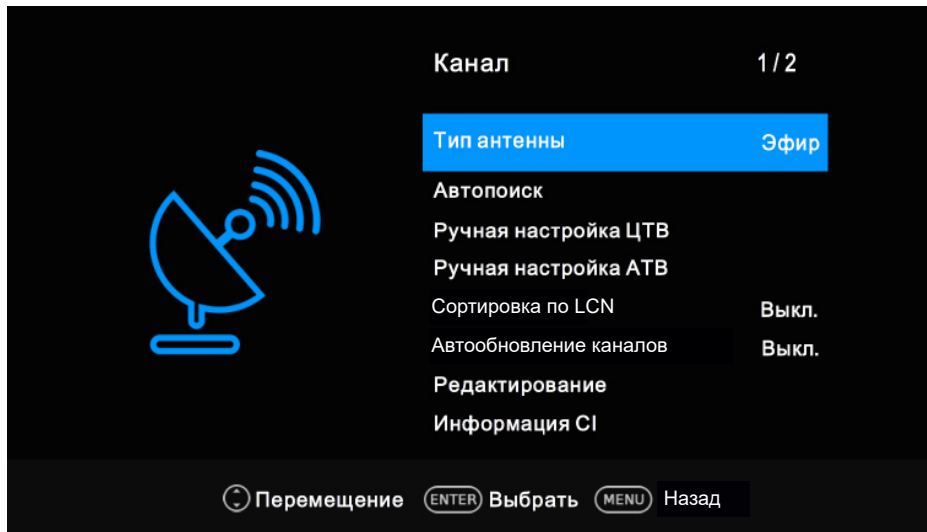 Канал 1/2
Тип антенны Эфир
Автопоиск
Ручная настройка ЦТВ
Ручная настройка АТВ
Сортировка по LCN Выкл.
Автообновление каналов Выкл.
Редактирование
Информация CI
Перемещение ENTER Выбрать MENU Назад